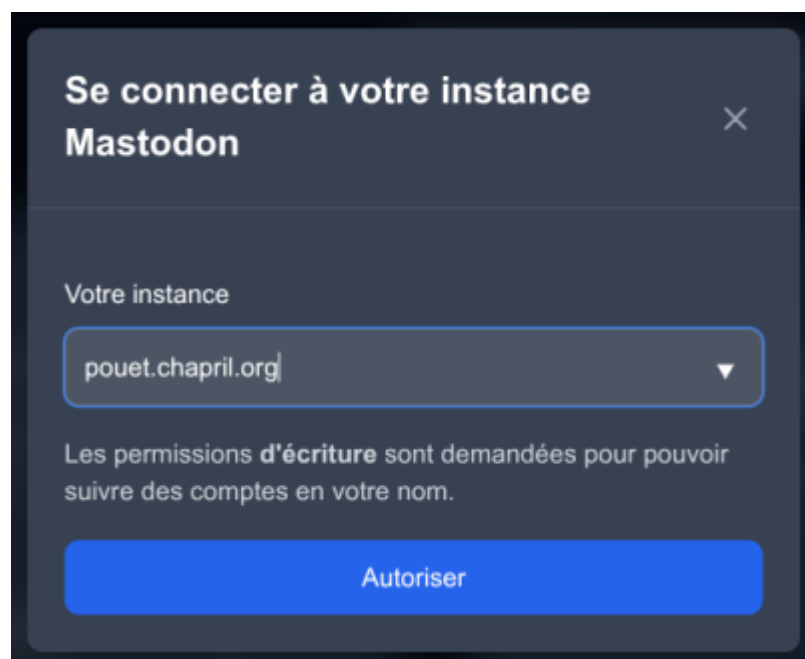 Se connecter à votre instance
Mastodon
Votre instance
pouet.chapril.org
Les permissions d'écriture sont demandées pour pouvoir
suivre des comptes en votre nom.
Autoriser